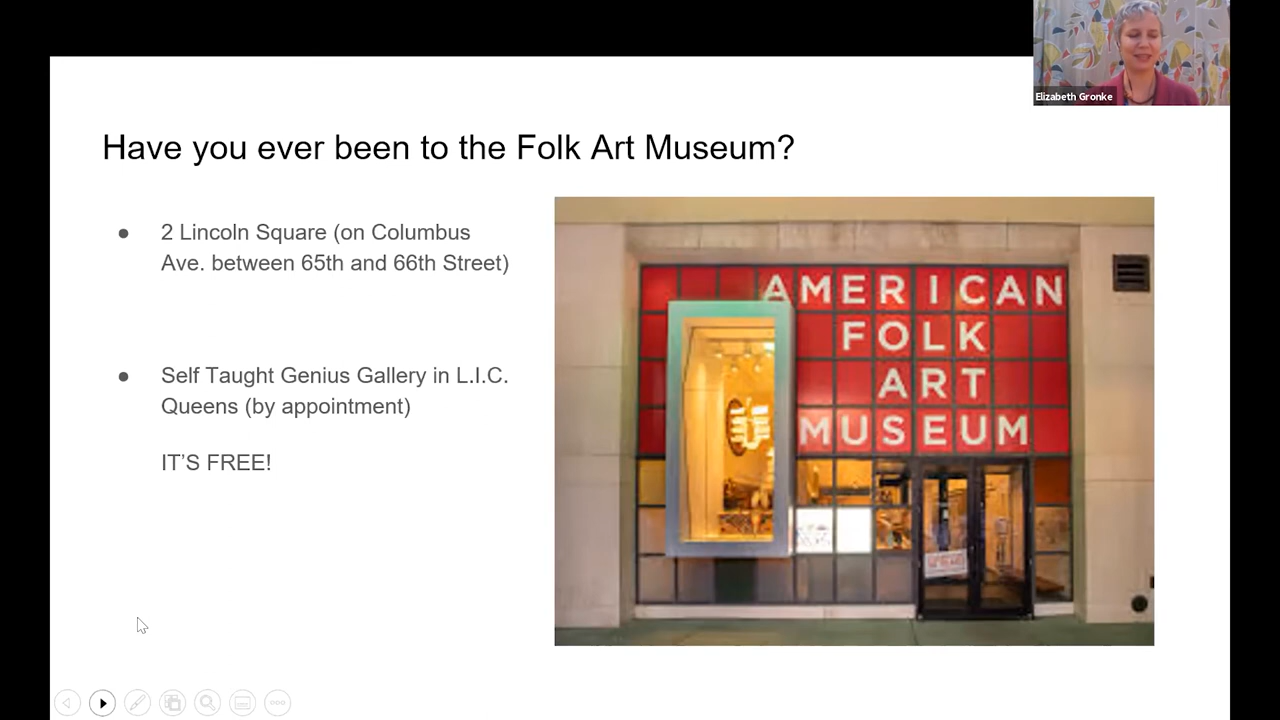 Elizabeth Gronke
Have you ever been to the Folk Art Museum?
2 Lincoln Square (on Columbus
Ave. between 65th and 66th Street)
Self Taught Genius Gallery in L.I.C.
Queens (by appointment)
IT'S FREE!
AMERICAN
FOLK
ART
MUSEUM